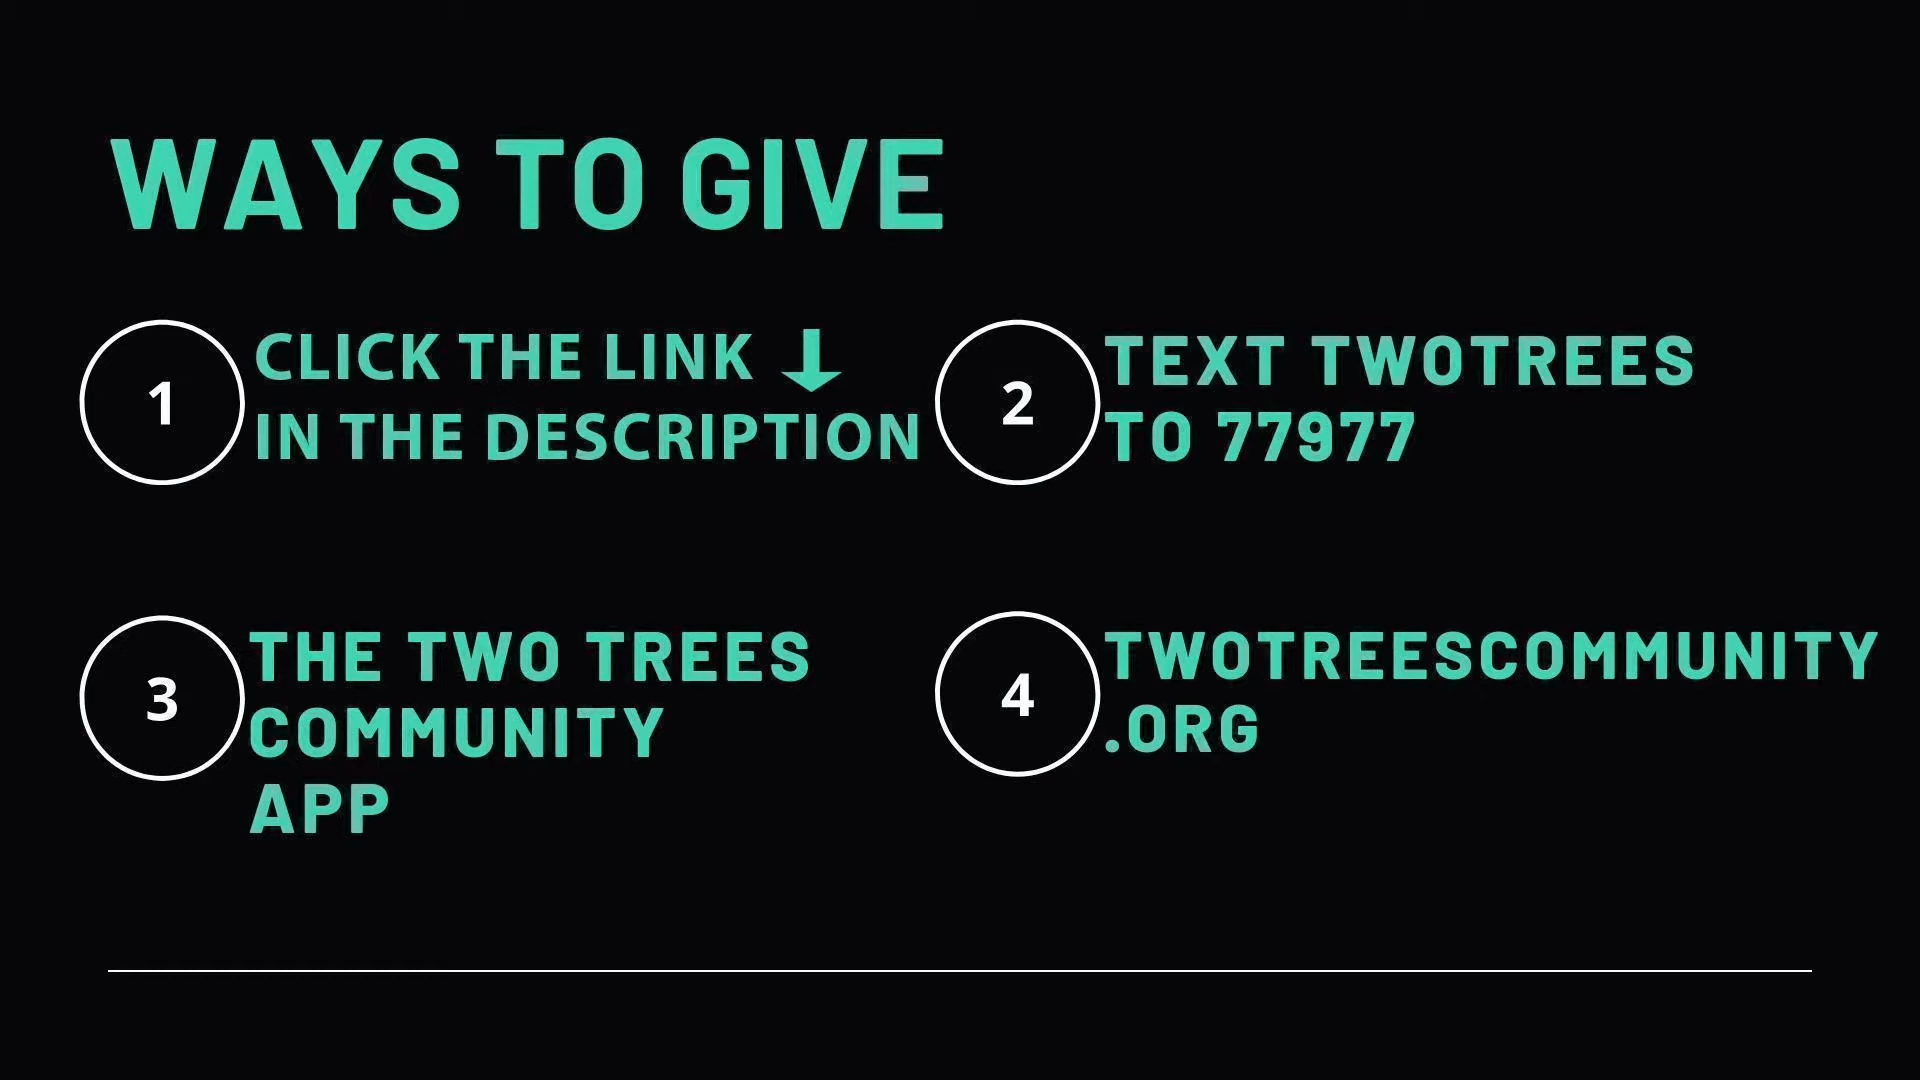 WAYS TO GIVE
1
CLICK THE LINK
IN THE DESCRIPTION
2
TEXT TWOTREES
TO 77977
3
THE TWO TREES
COMMUNITY
APP
4
TWOTREESCOMMUNITY
.ORG